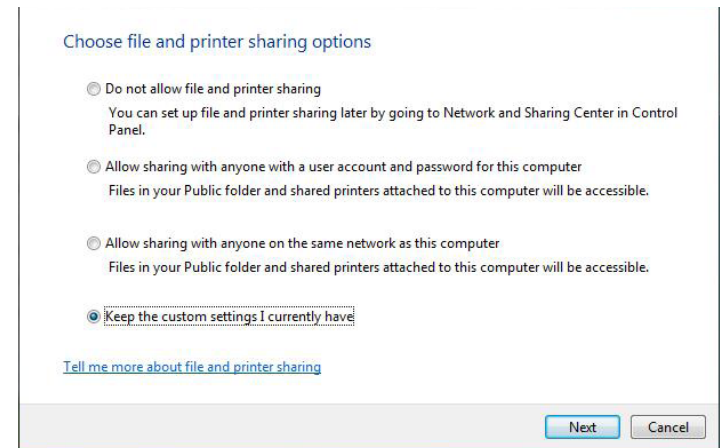 Choose file and printer sharing options
Do not allow file and printer sharing
You can set up file and printer sharing later by going to Network and Sharing Center in Control
Panel.
Allow sharing with anyone with a user account and password for this computer
Files in your Public folder and shared printers attached to this computer will be accessible.
Allow sharing with anyone on the same network as this computer
Files in your Public folder and shared printers attached to this computer will be accessible.
Keep the custom settings I currently have
Tell me more about file and printer sharing
Next Cancel